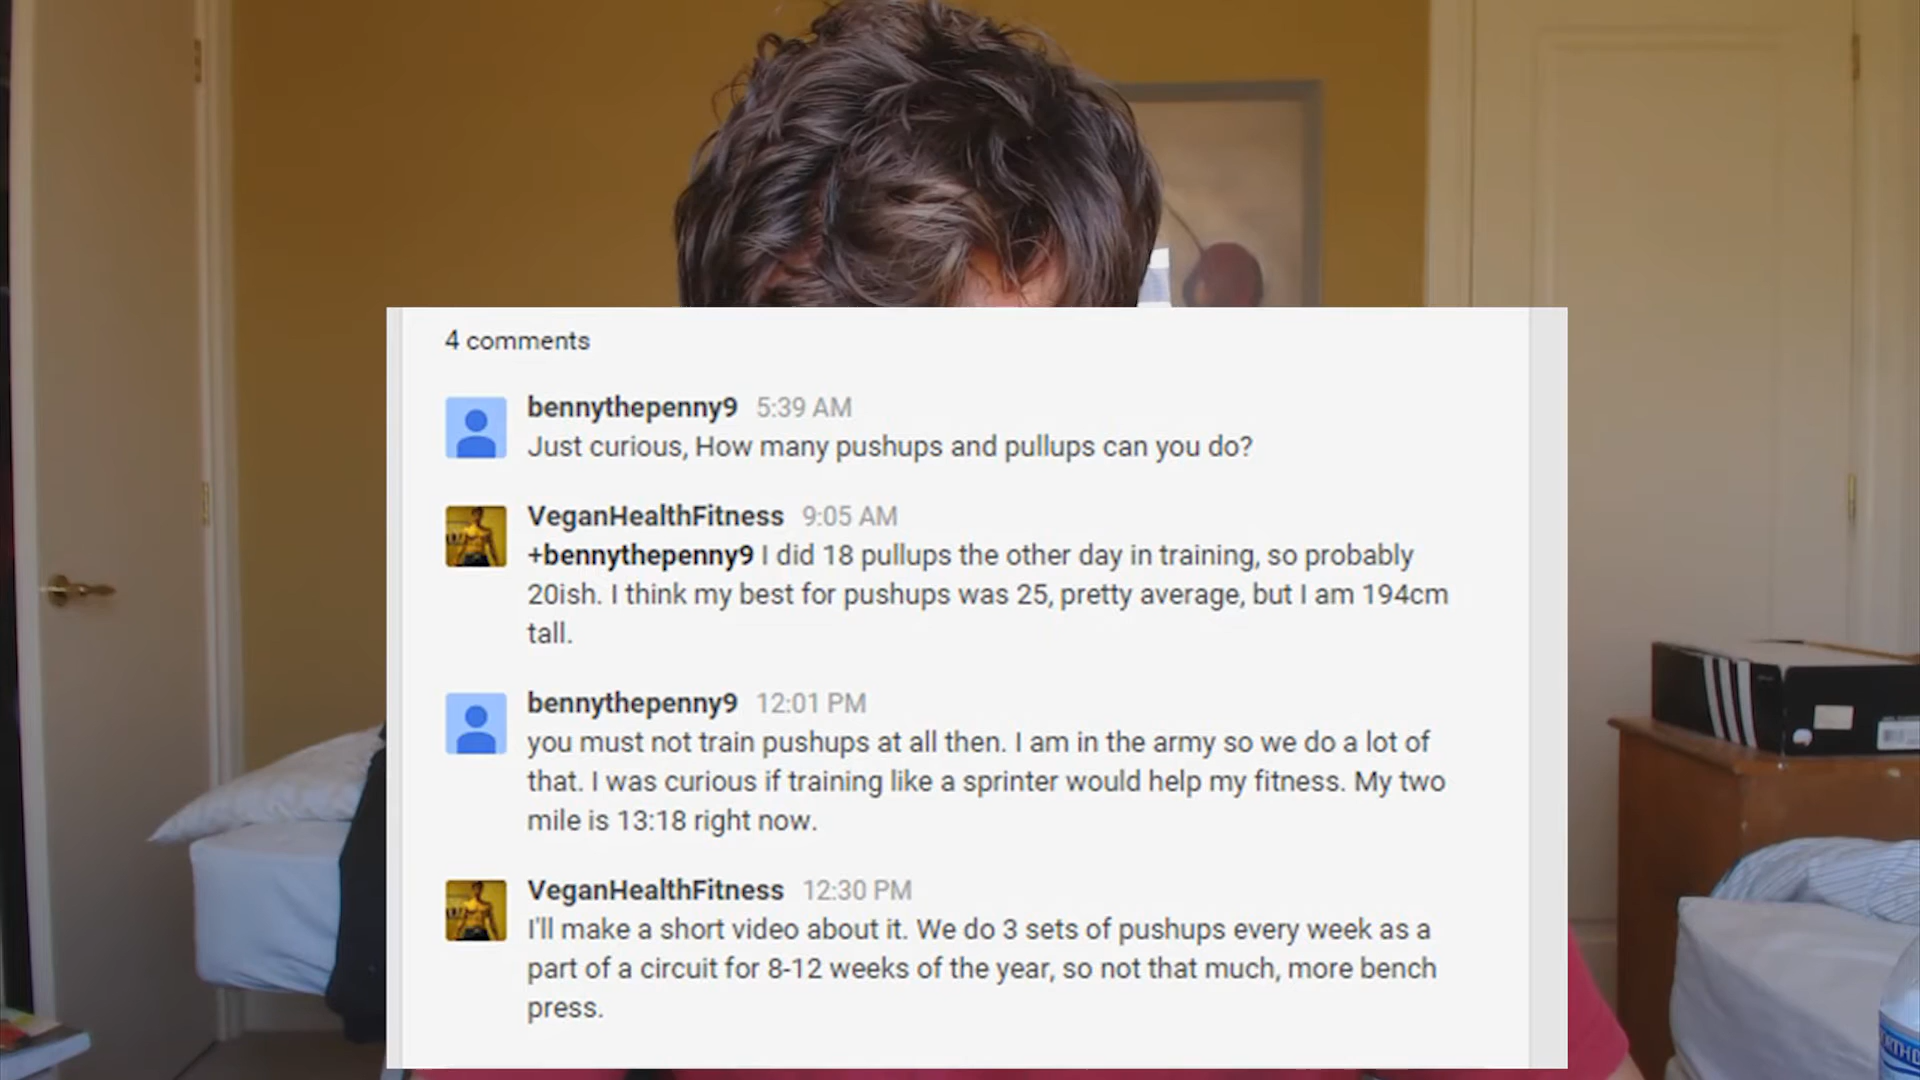 4 comments
bennythepenny9 5:39 AM
Just curious, How many pushups and pullups can you do?
VeganHealthFitness 9:05 AM
+bennythepenny9 I did 18 pullups the other day in training, so probably
20ish. I think my best for pushups was 25, pretty average, but I am 194cm
tall.
bennythepenny9 12:01 PM
you must not train pushups at all then. I am in the army so we do a lot of
that. I was curious if training like a sprinter would help my fitness. My two
mile is 13:18 right now.
VeganHealthFitness 12:30 PM
I'll make a short video about it. We do 3 sets of pushups every week as a
part of a circuit for 8-12 weeks of the year, so not that much, more bench
press.